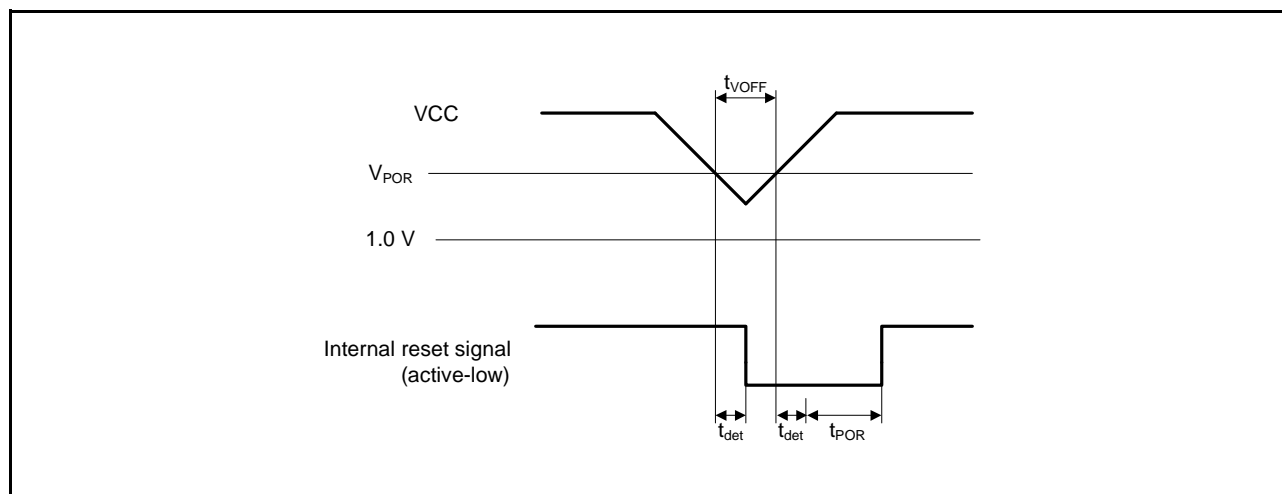 tVOFF
VCC
VPOR
1.0 V
Internal reset signal
(active-low)
tdet
tdet
tPOR